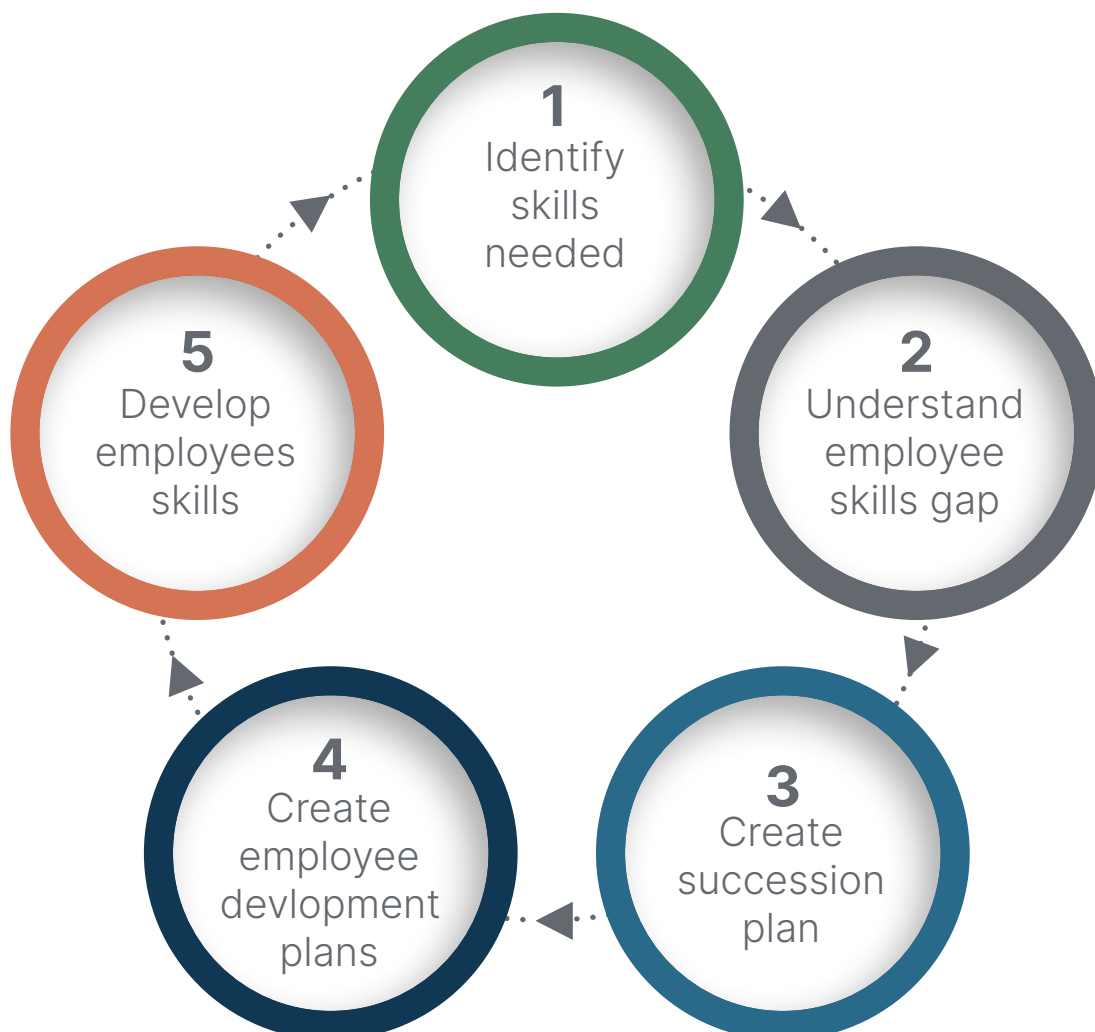 1
Identify
skills
needed
2
Understand
employee
skills gap
3
Create
succession
plan
4
Create
employee
devlopment
plans
5
Develop
employees
skills